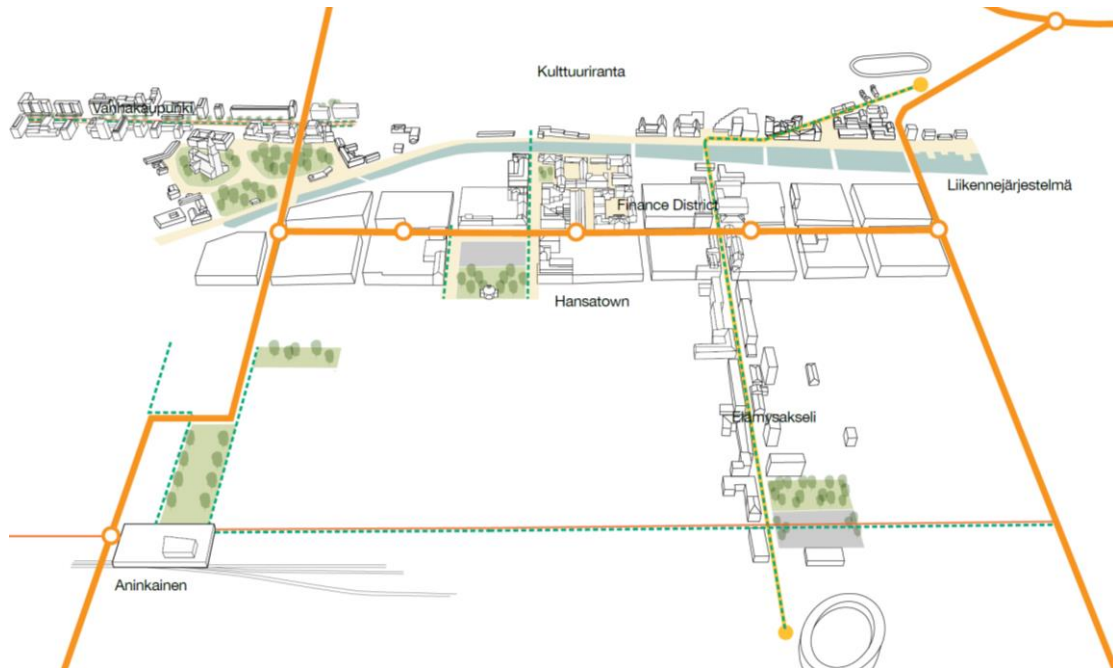 Kulttuuriranta
Vanhakaupunki
Liikennejärjestelmä
Finance District
Hansatown
Elämysakseli
Aninkainen